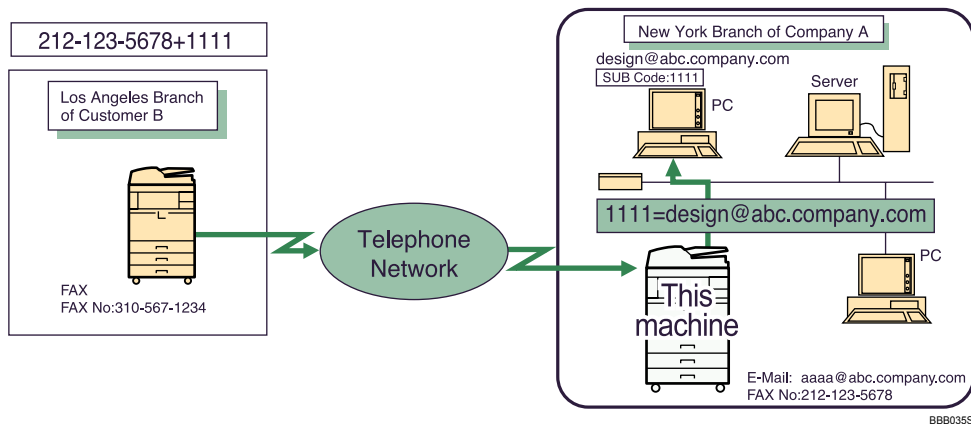 212-123-5678+1111
Los Angeles Branch
of Customer B
FAX
FAX No:310-567-1234
Telephone
Network
New York Branch of Company A
design@abc.company.com
SUB Code:1111
PC
Server
1111=design@abc.company.com
PC
This
machine
E-Mail: aaaa@abc.company.com
FAX No:212-123-5678
BBB035S